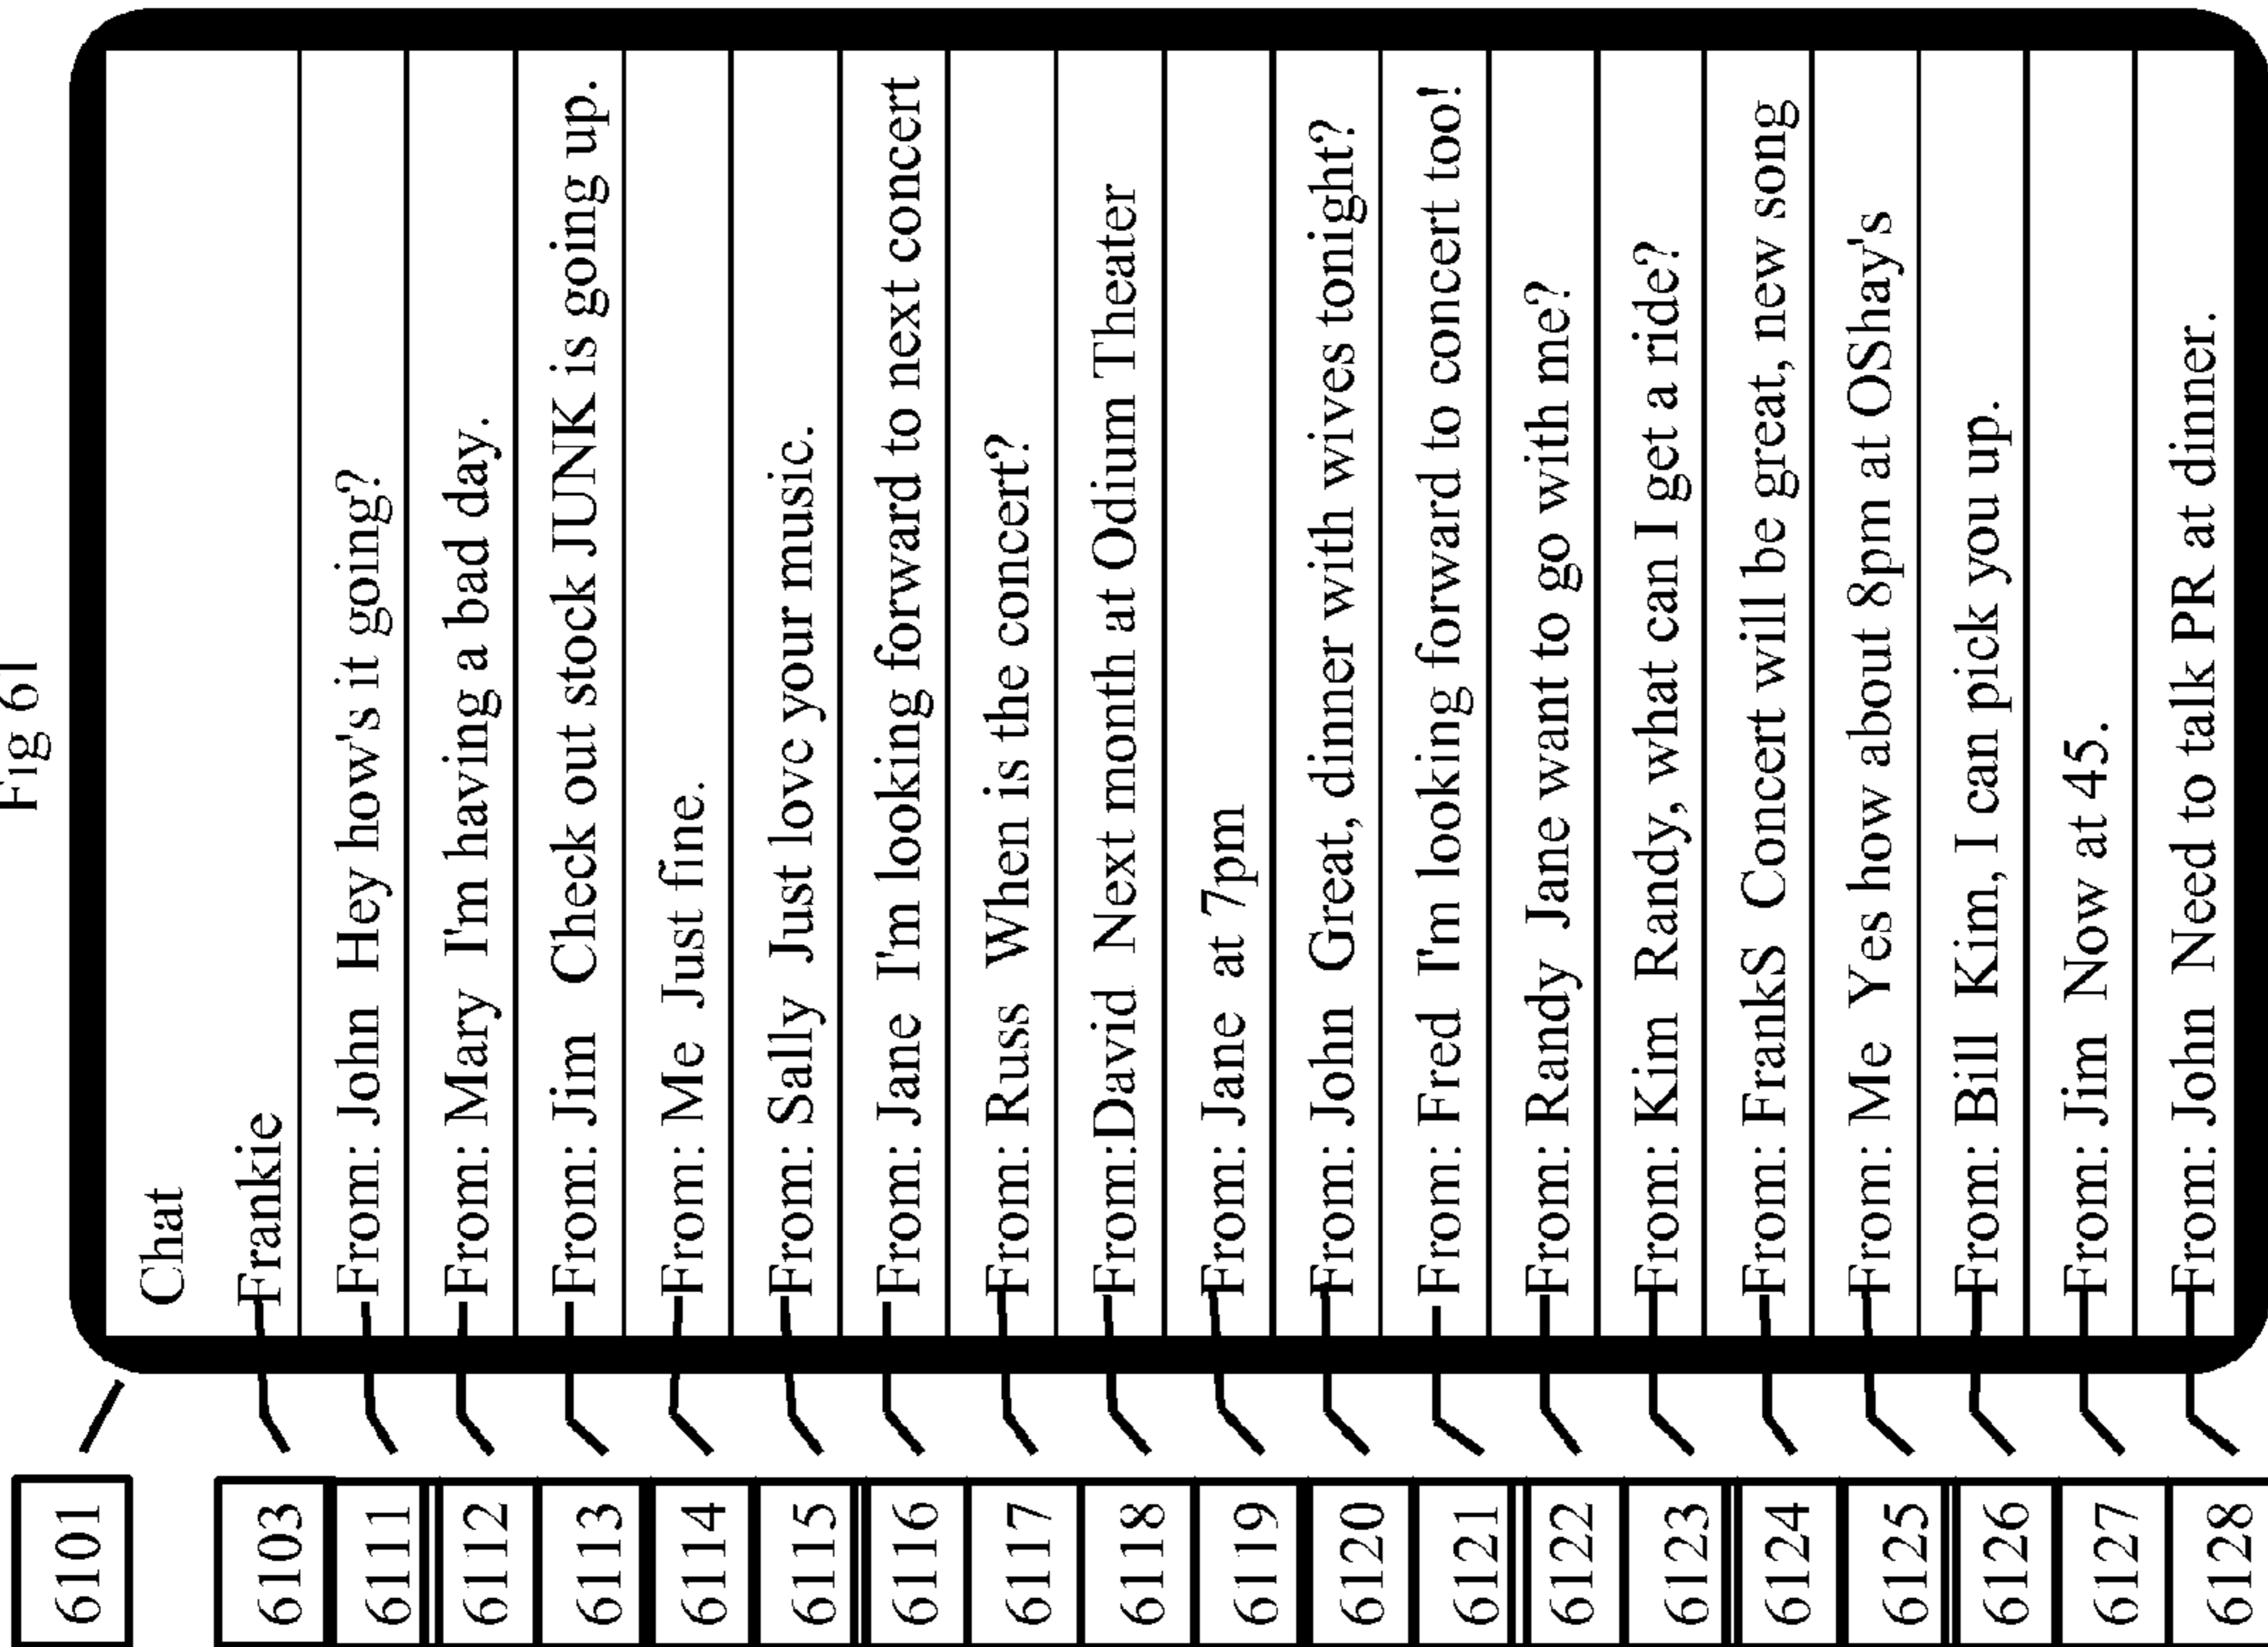 Fig 61
6101
Chat
6103 Frankie
6111 From: John Hey how's it going?
6112 From: Mary I'm having a bad day.
6113 From: Jim Check out stock JUNK is going up.
6114 From: Me Just fine.
6115 From: Sally Just love your music.
6116 From: Jane I'm looking forward to next concert
6117 From: Russ When is the concert?
6118 From:David Next month at Odium Theater
6119 From: Jane at 7pm
6120 From: John Great, dinner with wives tonight?
6121 From: Fred I'm looking forward to concert too!
6122 From: Randy Jane want to go with me?
6123 From: Kim Randy, what can I get a ride?
6124 From: FrankS Concert will be great, new song
6125 From: Me Yes how about 8pm at OShay's
6126 From: Bill Kim, I can pick you up.
6127 From: Jim Now at 45.
6128 From: John Need to talk PR at dinner.